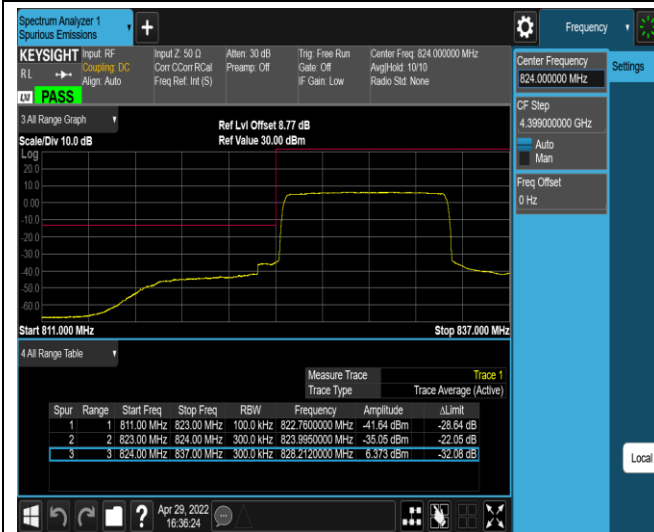 Spectrum Analyzer 1
Spurious Emissions
+
Frequency
KEYSIGHT
RL
LXI
PASS
Input: RF
Coupling: DC
Align: Auto
Input Z: 50 Ω
Corr CCorr RCal
Freq Ref: Int (S)
Atten: 30 dB
Preamp: Off
Trig: Free Run
Gate: Off
IF Gain: Low
Center Freq: 824.000000 MHz
Avg|Hold: 10/10
Radio Std: None
Center Frequency
824.000000 MHz
Settings
CF Step
4.399000000 GHz
Auto
Man
Freq Offset
0 Hz
3 All Range Graph
Scale/Div 10.0 dB
Ref Lvl Offset 8.77 dB
Ref Value 30.00 dBm
Log
20.0
10.0
0.00
-10.0
-20.0
-30.0
-40.0
-50.0
-60.0
Start 811.000 MHz
Stop 837.000 MHz
4 All Range Table
Measure Trace Trace 1
Trace Type Trace Average (Active)
Spur Range Start Freq Stop Freq RBW Frequency Amplitude ΔLimit
1 1 811.00 MHz 823.00 MHz 100.0 kHz 822.7600000 MHz -41.64 dBm -28.64 dB
2 2 823.00 MHz 824.00 MHz 300.0 kHz 823.9950000 MHz -35.05 dBm -22.05 dB
3 3 824.00 MHz 837.00 MHz 300.0 kHz 828.2120000 MHz 6.373 dBm -32.08 dB
Local
?
Apr 29, 2022
16:36:24